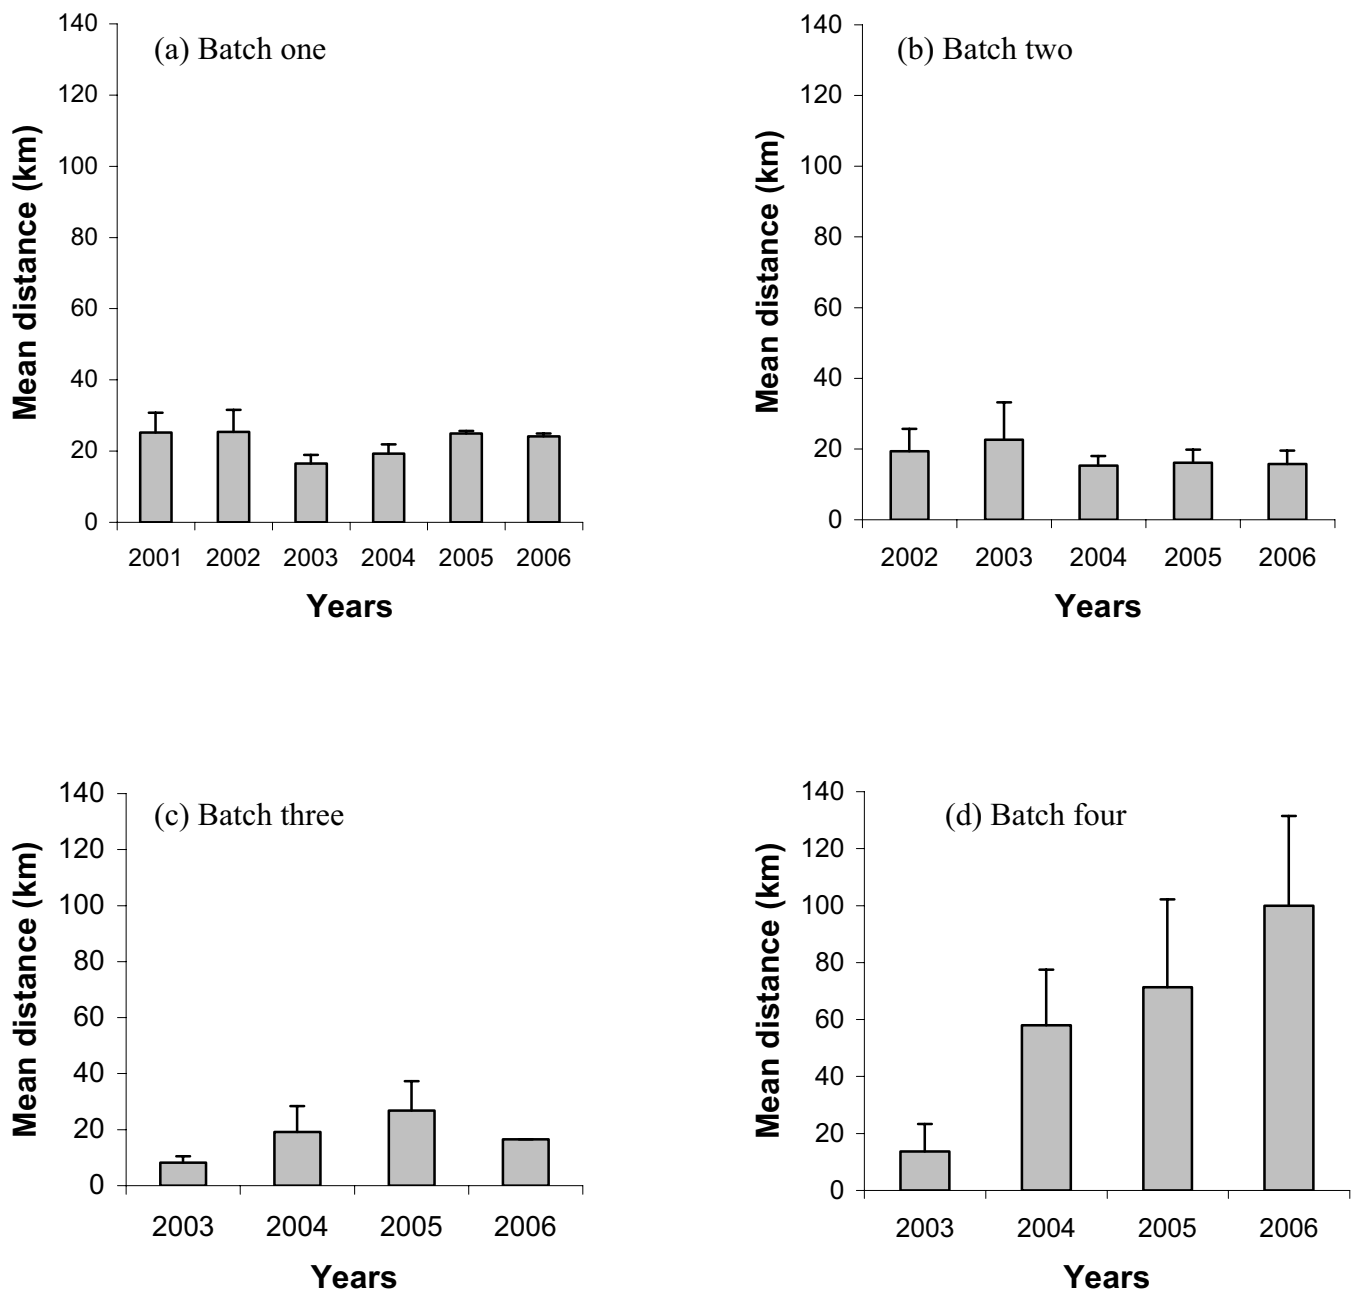 (a) Batch one
Mean distance (km)
140
120
100
80
60
40
20
0
2001 2002 2003 2004 2005 2006
Years
(b) Batch two
Mean distance (km)
140
120
100
80
60
40
20
0
2002 2003 2004 2005 2006
Years
(c) Batch three
Mean distance (km)
140
120
100
80
60
40
20
0
2003 2004 2005 2006
Years
(d) Batch four
Mean distance (km)
140
120
100
80
60
40
20
0
2003 2004 2005 2006
Years